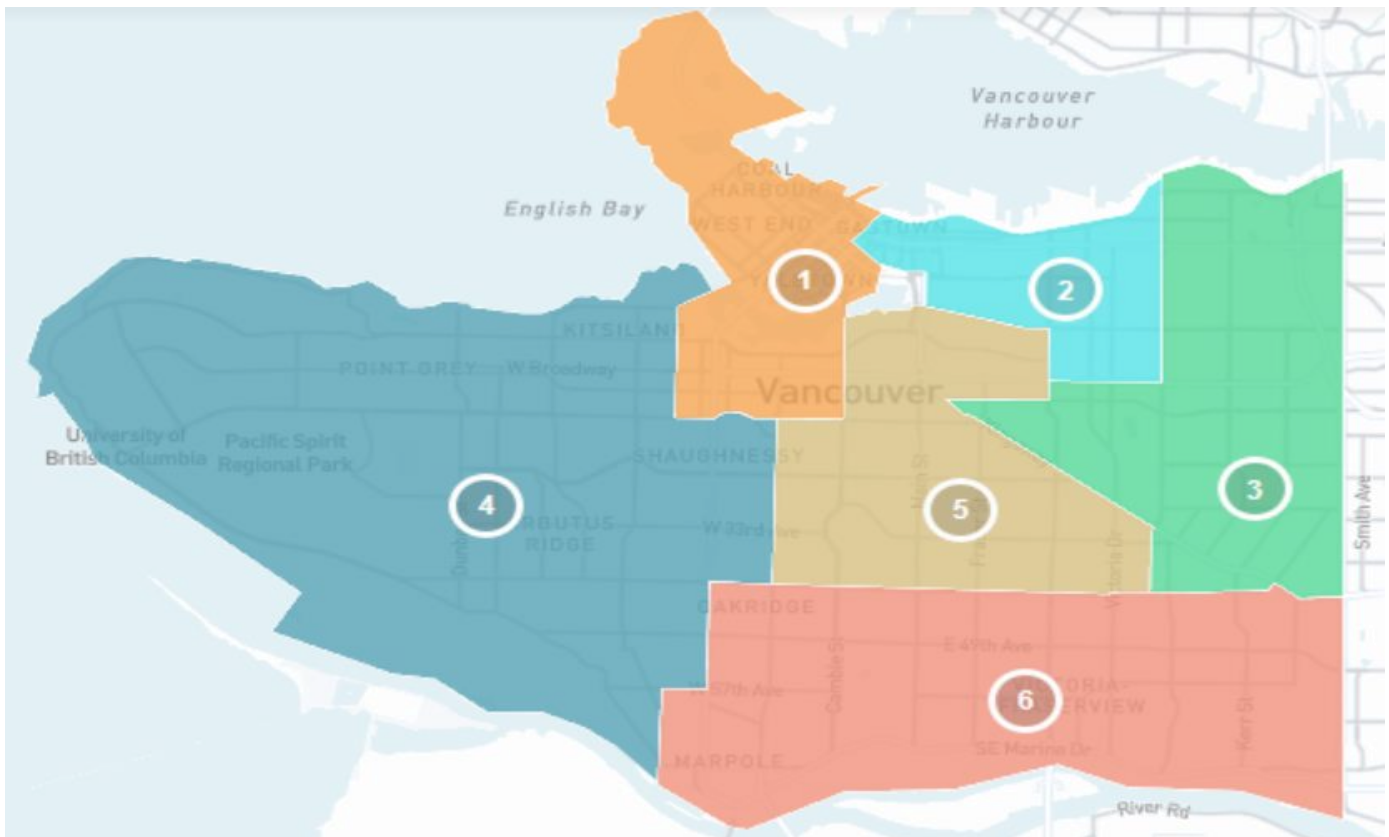 Vancouver
Harbour
English Bay
COAL
HARBOUR
WEST END
GASTOWN
1
2
KITSILANO
POINT GREY
W Broadway
Vancouver
University of
British Columbia
Pacific Spirit
Regional Park
SHAUGHNESSY
Main St
3
4
5
ARBUTUS
RIDGE
W 33rd Ave
Smith Ave
Victoria Dr
OAKRIDGE
E 49th Ave
Cambie St
W 57th Ave
VICTORIA-
FRASERVIEW
6
Kerr St
SE Marine Dr
MARPOLE
River Rd